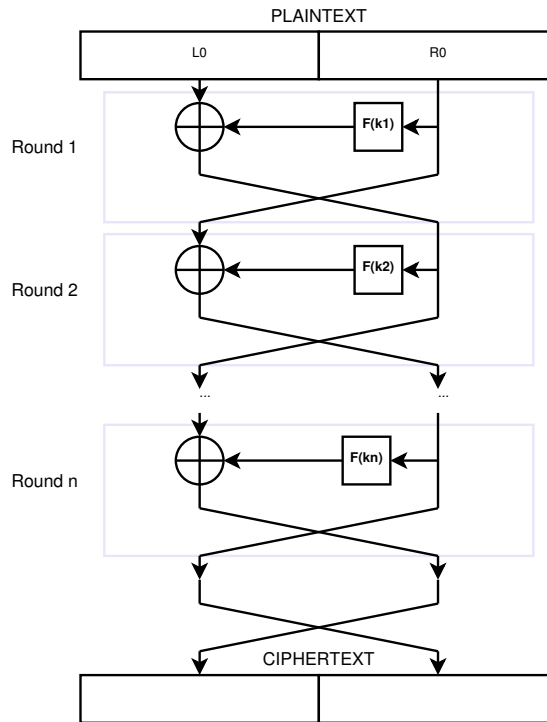 PLAINTEXT
L0 R0
F(k1)
Round 1
F(k2)
Round 2
... ...
F(kn)
Round n
CIPHERTEXT